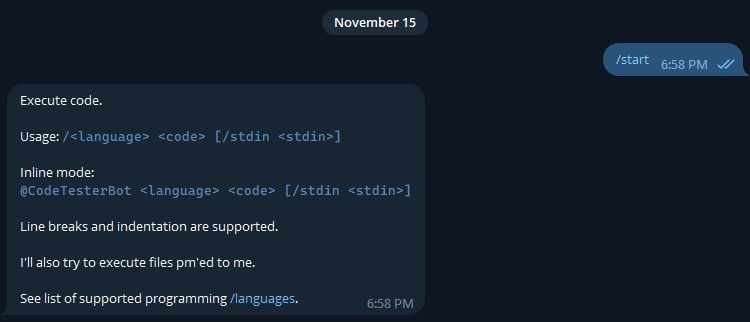 November 15
/start 6:58 PM
Execute code.
Usage: /<language> <code> [/stdin <stdin>]
Inline mode:
@CodeTesterBot <language> <code> [/stdin <stdin>]
Line breaks and indentation are supported.
I'll also try to execute files pm'ed to me.
See list of supported programming /languages.
6:58 PM